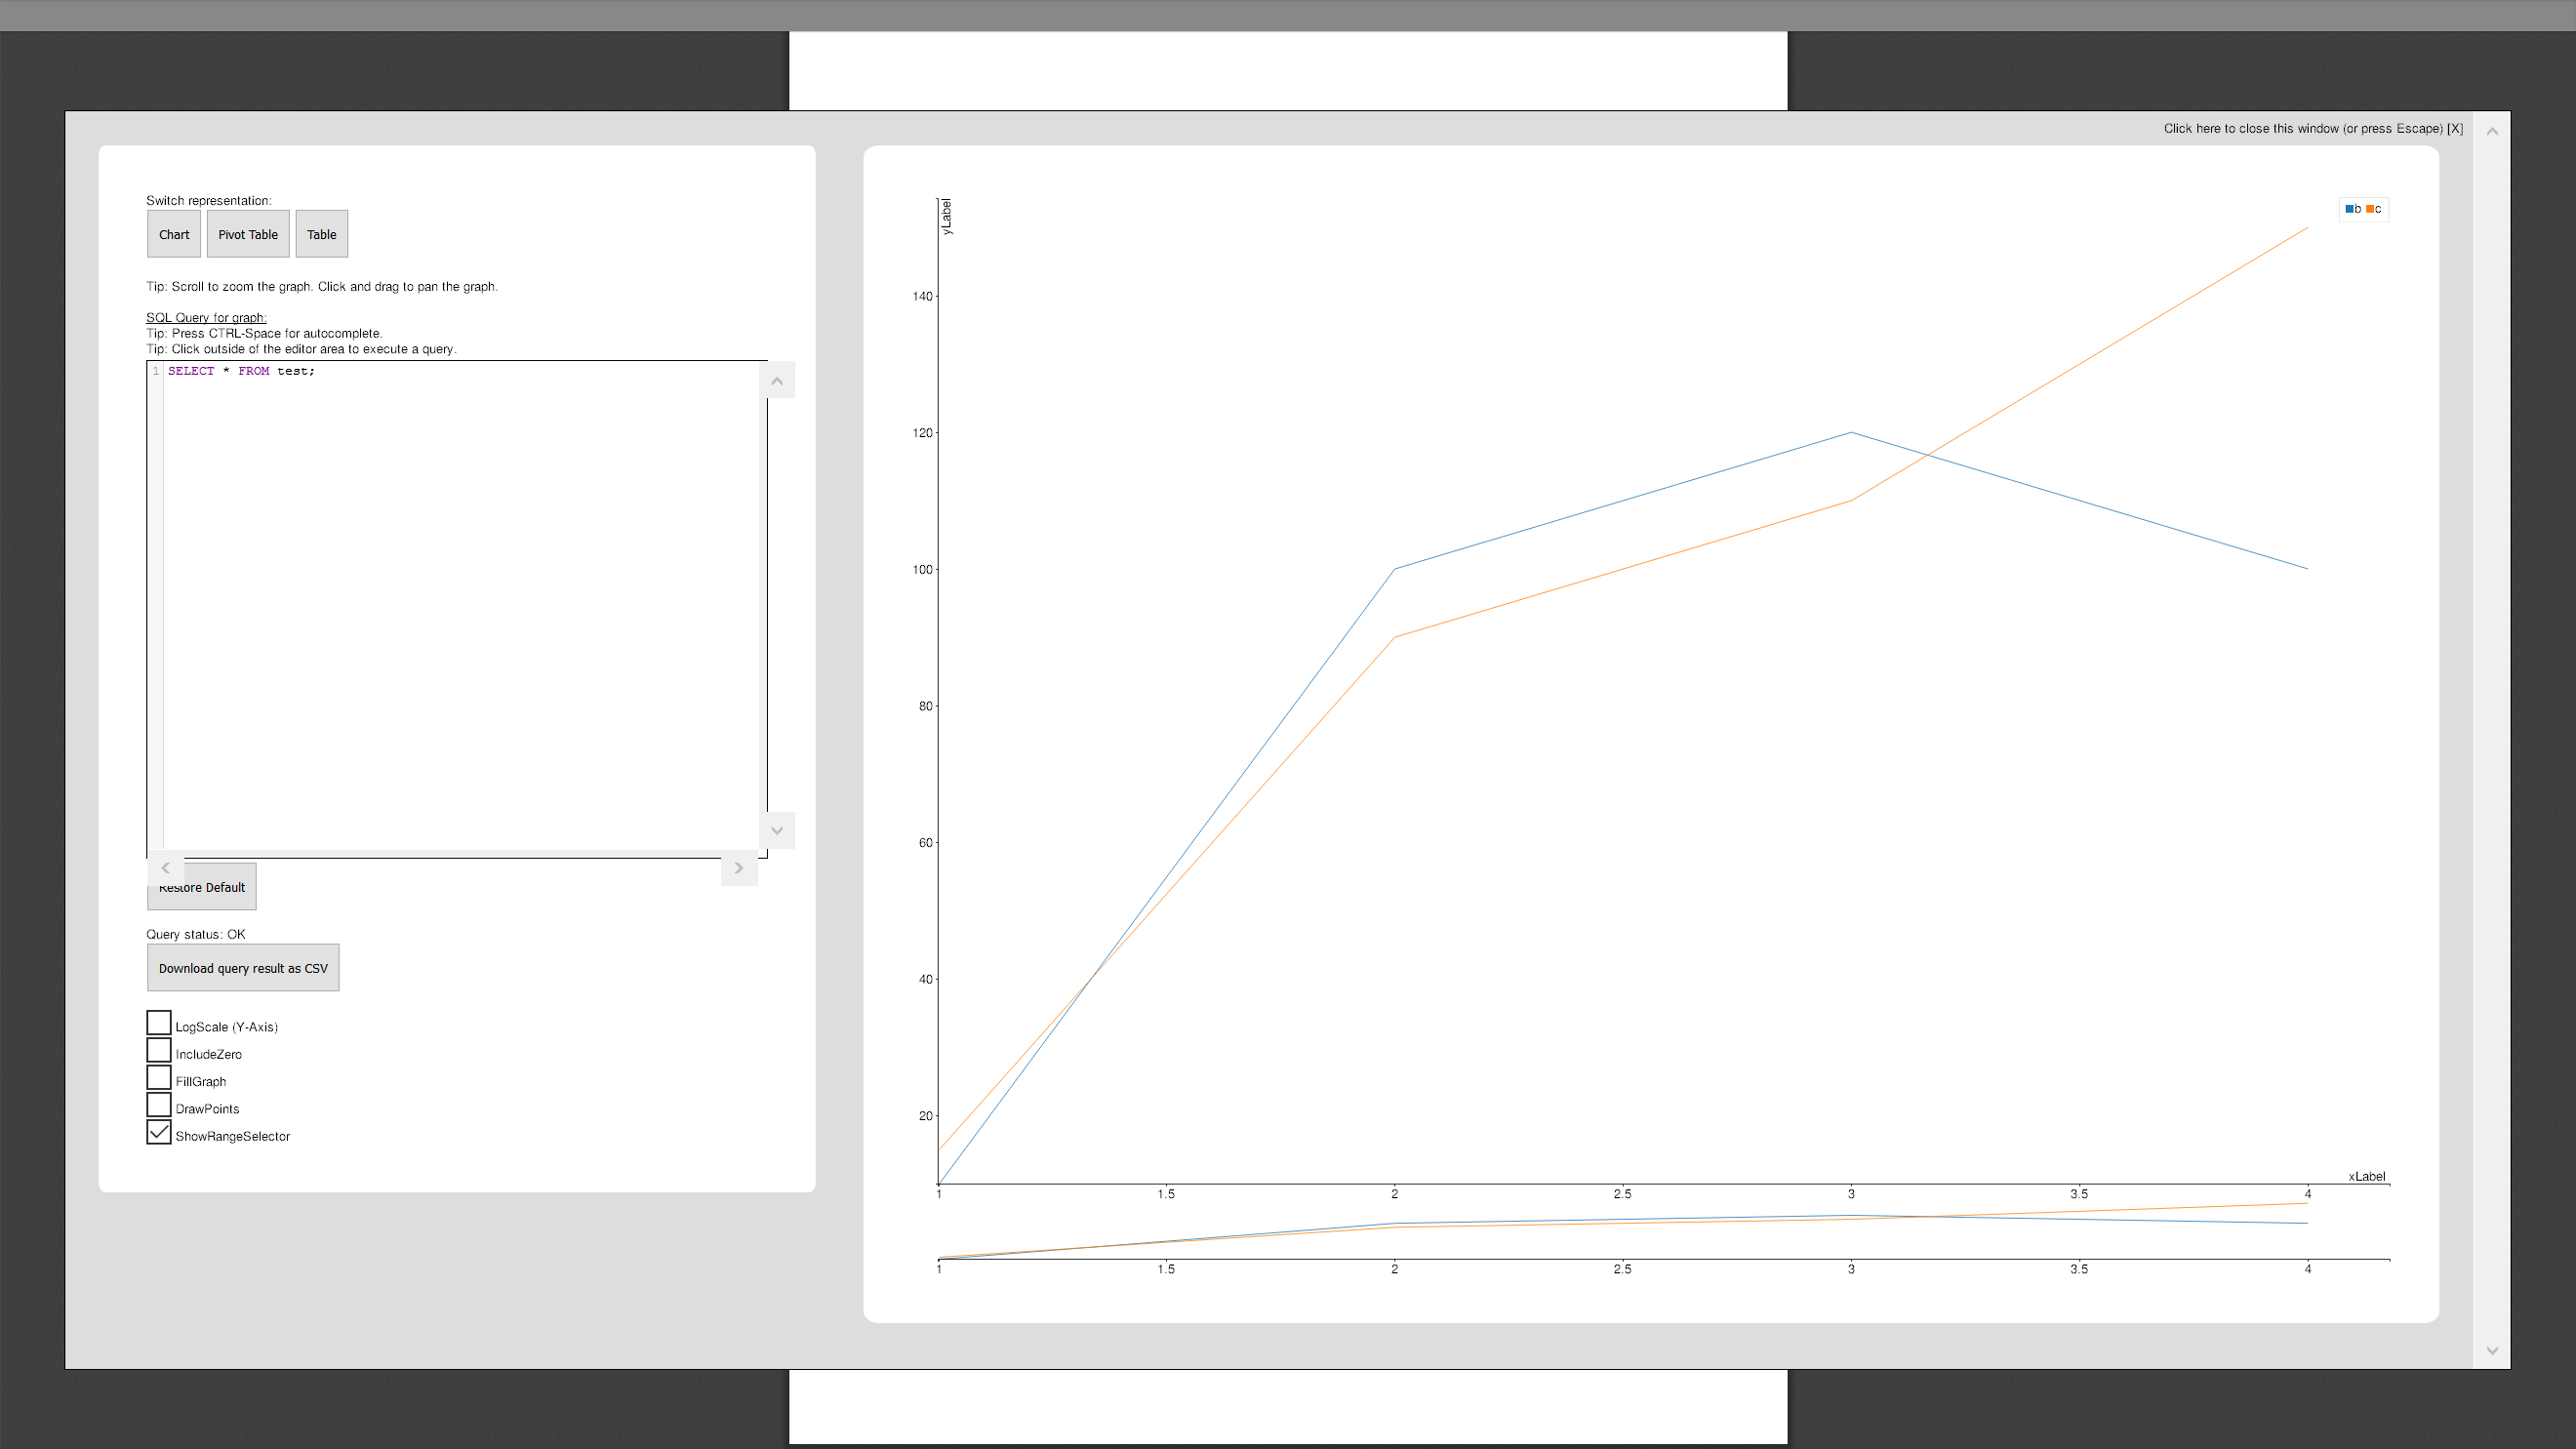 Click here to close this window (or press Escape) [X]
Switch representation:
Chart Pivot Table Table
Tip: Scroll to zoom the graph. Click and drag to pan the graph.
SQL Query for graph:
Tip: Press CTRL-Space for autocomplete.
Tip: Click outside of the editor area to execute a query.
1 SELECT * FROM test;
Restore Default
Query status: OK
Download query result as CSV
LogScale (Y-Axis)
IncludeZero
FillGraph
DrawPoints
ShowRangeSelector
yLabel
b c
140
120
100
80
60
40
20
xLabel
1 1.5 2 2.5 3 3.5 4
1 1.5 2 2.5 3 3.5 4